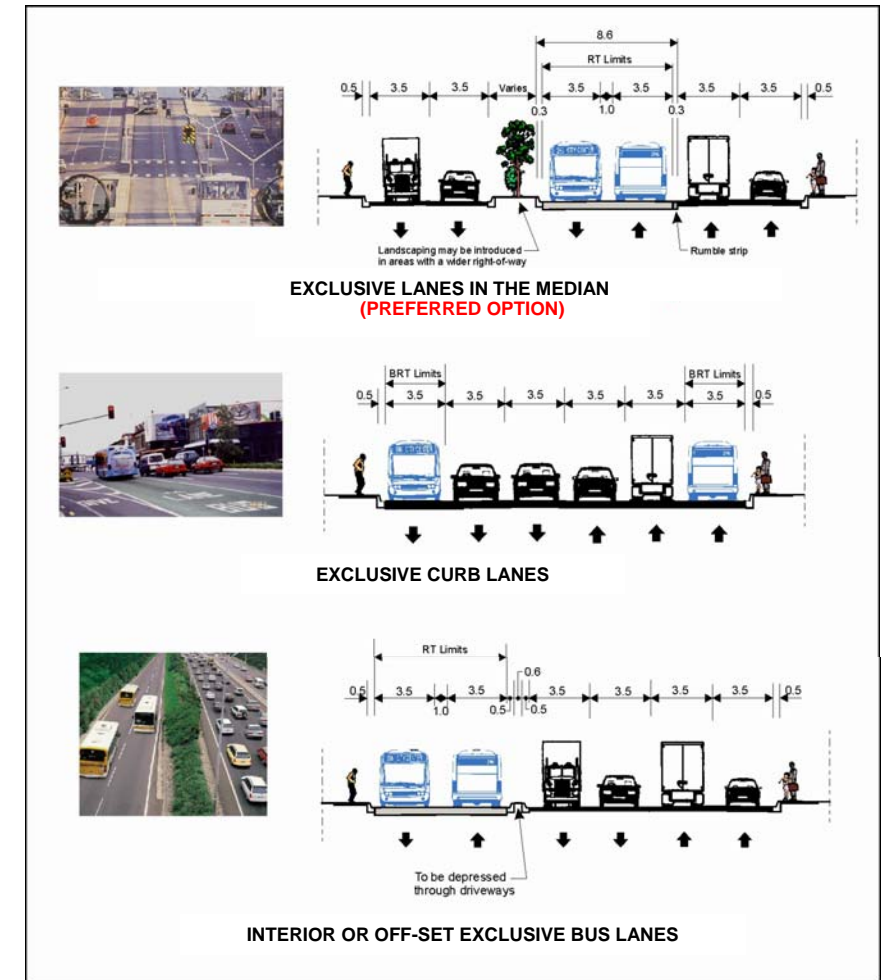 8.6
RT Limits
0.5 3.5 3.5 Varies 3.5 3.5 3.5 3.5 0.5
0.3 1.0 0.3
Landscaping may be introduced
in areas with a wider right-of-way
Rumble strip
EXCLUSIVE LANES IN THE MEDIAN
(PREFERRED OPTION)
BRT Limits BRT Limits
0.5 3.5 3.5 3.5 3.5 3.5 3.5 0.5
EXCLUSIVE CURB LANES
RT Limits
0.6
0.5 3.5 3.5 3.5 3.5 3.5 3.5 0.5
1.0 0.5 0.5
To be depressed
through driveways
INTERIOR OR OFF-SET EXCLUSIVE BUS LANES